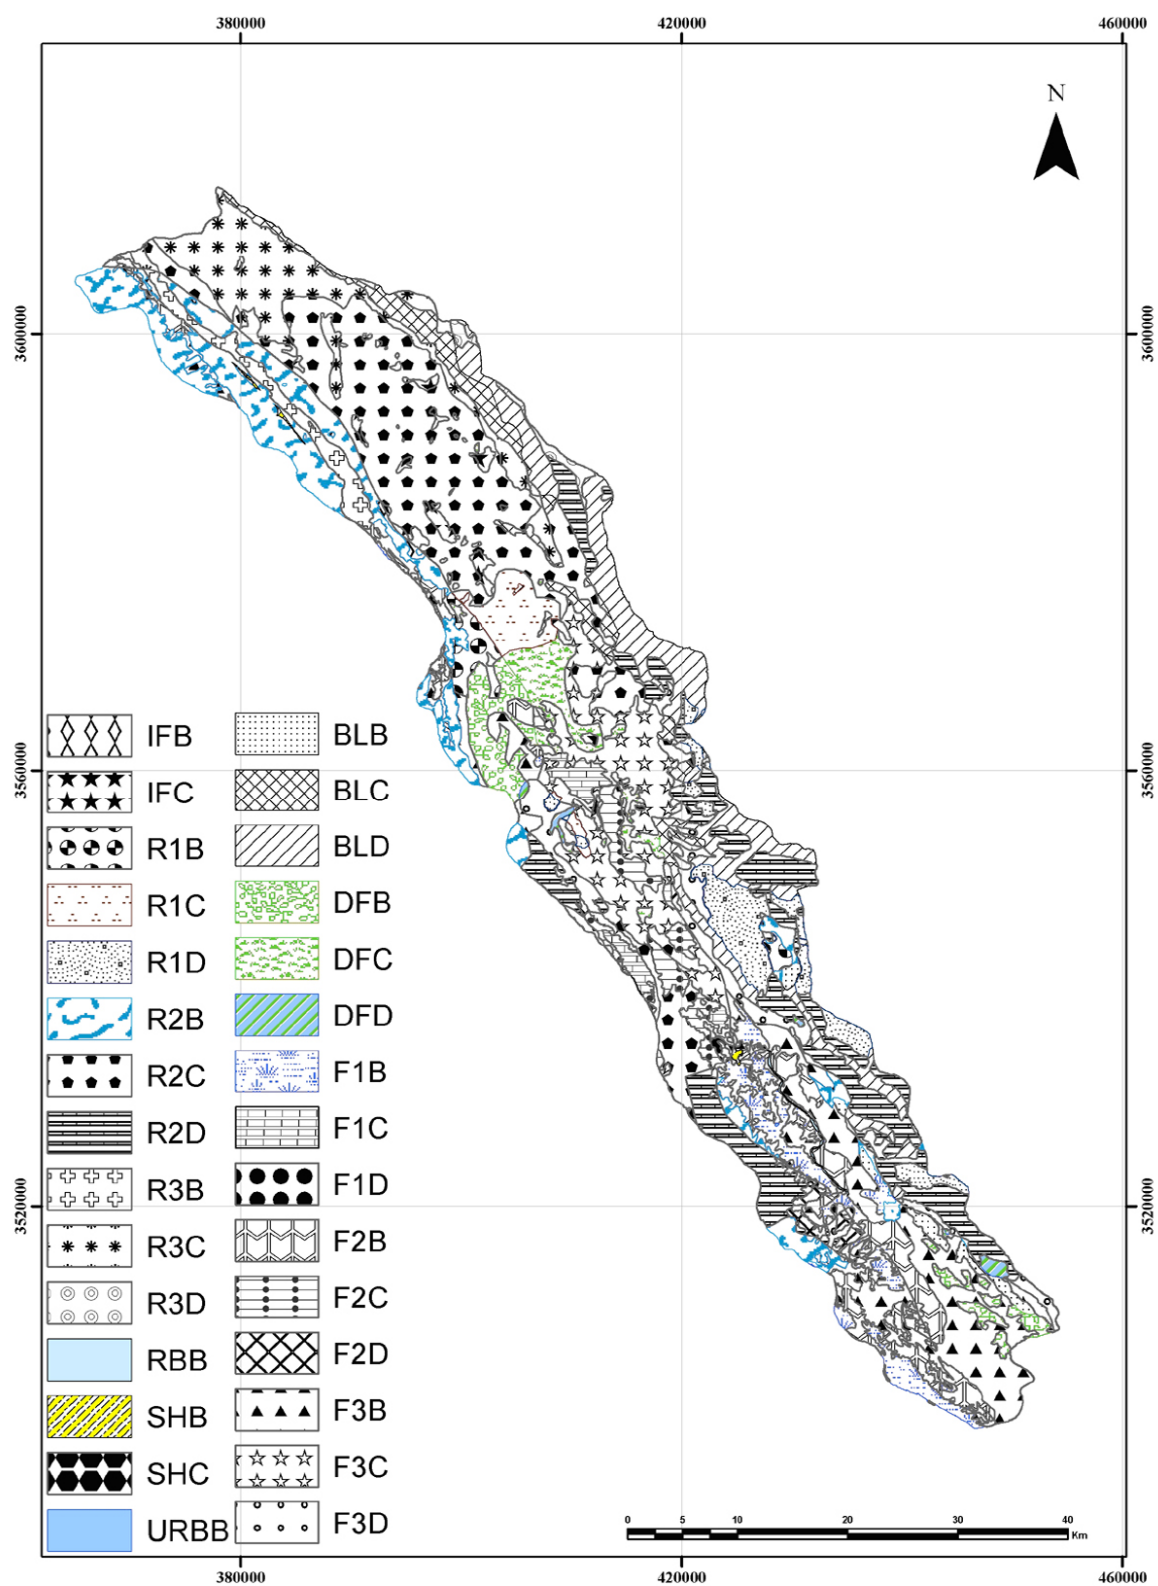 380000 420000 460000
N
3600000 3600000
3560000 3560000
3520000 3520000
IFB
IFC
R1B
R1C
R1D
R2B
R2C
R2D
R3B
R3C
R3D
RBB
SHB
SHC
URBB
BLB
BLC
BLD
DFB
DFC
DFD
F1B
F1C
F1D
F2B
F2C
F2D
F3B
F3C
F3D
0 5 10 20 30 40
Km
380000 420000 460000